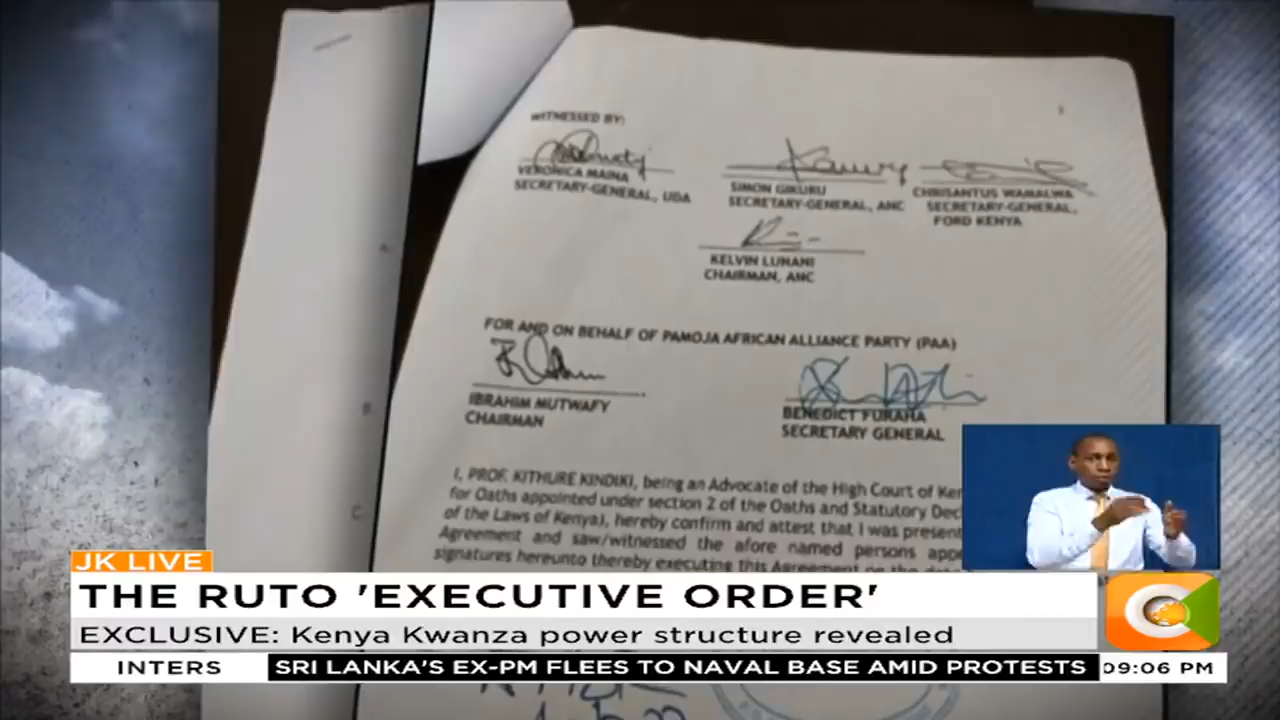 WITNESSED BY:
VERONICA MAINA
SECRETARY-GENERAL, UDA
SIMON GIKURU
SECRETARY-GENERAL, ANC
CHRISANTUS WAMALWA
SECRETARY-GENERAL,
FORD KENYA
KELVIN LUNANI
CHAIRMAN, ANC
FOR AND ON BEHALF OF PAMOJA AFRICAN ALLIANCE PARTY (PAA)
IBRAHIM MUTWAFY
CHAIRMAN
BENEDICT FURAHA
SECRETARY GENERAL
I, PROF. KITHURE KINDIKI, being an Advocate of the High Court of Ken
for Oaths appointed under section 2 of the Oaths and Statutory Decl
of the Laws of Kenya), hereby confirm and attest that I was present
Agreement and saw/witnessed the afore named persons appe
signatures hereunto thereby executing this Agreement on the
A.
B.
C.
JK LIVE
THE RUTO 'EXECUTIVE ORDER'
EXCLUSIVE: Kenya Kwanza power structure revealed
INTERS
SRI LANKA'S EX-PM FLEES TO NAVAL BASE AMID PROTESTS
09:06 PM